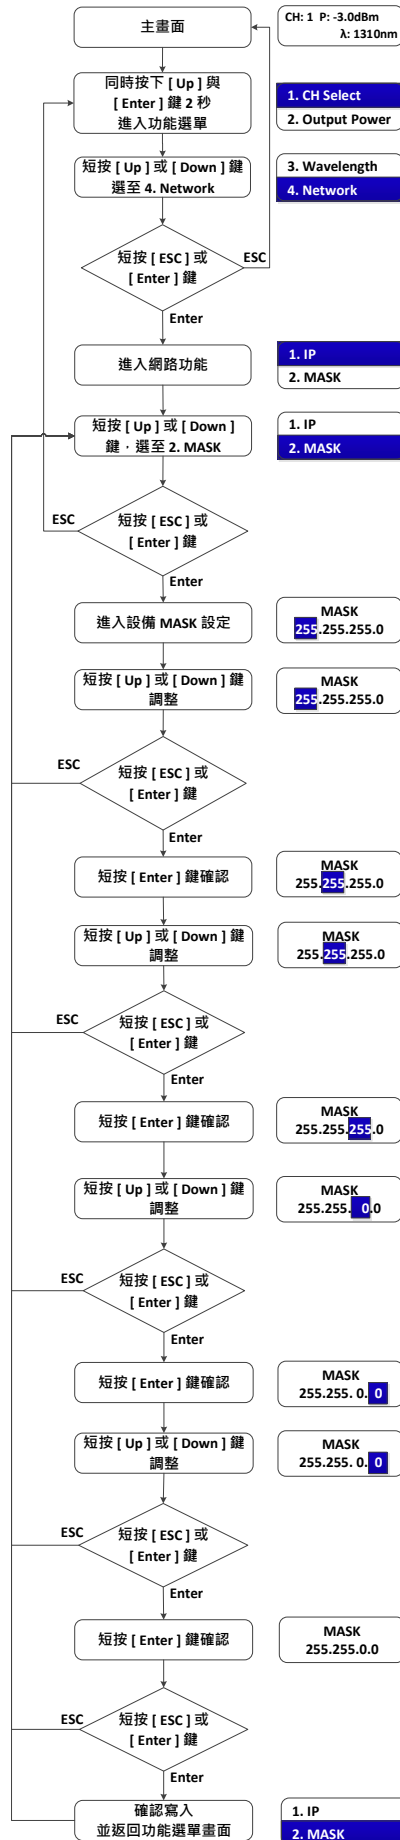 主畫面
CH: 1 P: -3.0dBm
λ: 1310nm
同時按下 [ Up ] 與
[ Enter ] 鍵 2 秒
進入功能選單
1. CH Select
2. Output Power
短按 [ Up ] 或 [ Down ] 鍵
選至 4. Network
3. Wavelength
4. Network
短按 [ ESC ] 或
[ Enter ] 鍵
ESC
Enter
進入網路功能
1. IP
2. MASK
短按 [ Up ] 或 [ Down ]
鍵，選至 2. MASK
1. IP
2. MASK
ESC
短按 [ ESC ] 或
[ Enter ] 鍵
Enter
進入設備 MASK 設定
MASK
255.255.255.0
短按 [ Up ] 或 [ Down ] 鍵
調整
MASK
255.255.255.0
ESC
短按 [ ESC ] 或
[ Enter ] 鍵
Enter
短按 [ Enter ] 鍵確認
MASK
255.255.255.0
短按 [ Up ] 或 [ Down ] 鍵
調整
MASK
255.255.255.0
ESC
短按 [ ESC ] 或
[ Enter ] 鍵
Enter
短按 [ Enter ] 鍵確認
MASK
255.255.255.0
短按 [ Up ] 或 [ Down ] 鍵
調整
MASK
255.255. 0.0
ESC
短按 [ ESC ] 或
[ Enter ] 鍵
Enter
短按 [ Enter ] 鍵確認
MASK
255.255. 0. 0
短按 [ Up ] 或 [ Down ] 鍵
調整
MASK
255.255. 0. 0
ESC
短按 [ ESC ] 或
[ Enter ] 鍵
Enter
短按 [ Enter ] 鍵確認
MASK
255.255.0.0
ESC
短按 [ ESC ] 或
[ Enter ] 鍵
Enter
確認寫入
並返回功能選單畫面
1. IP
2. MASK